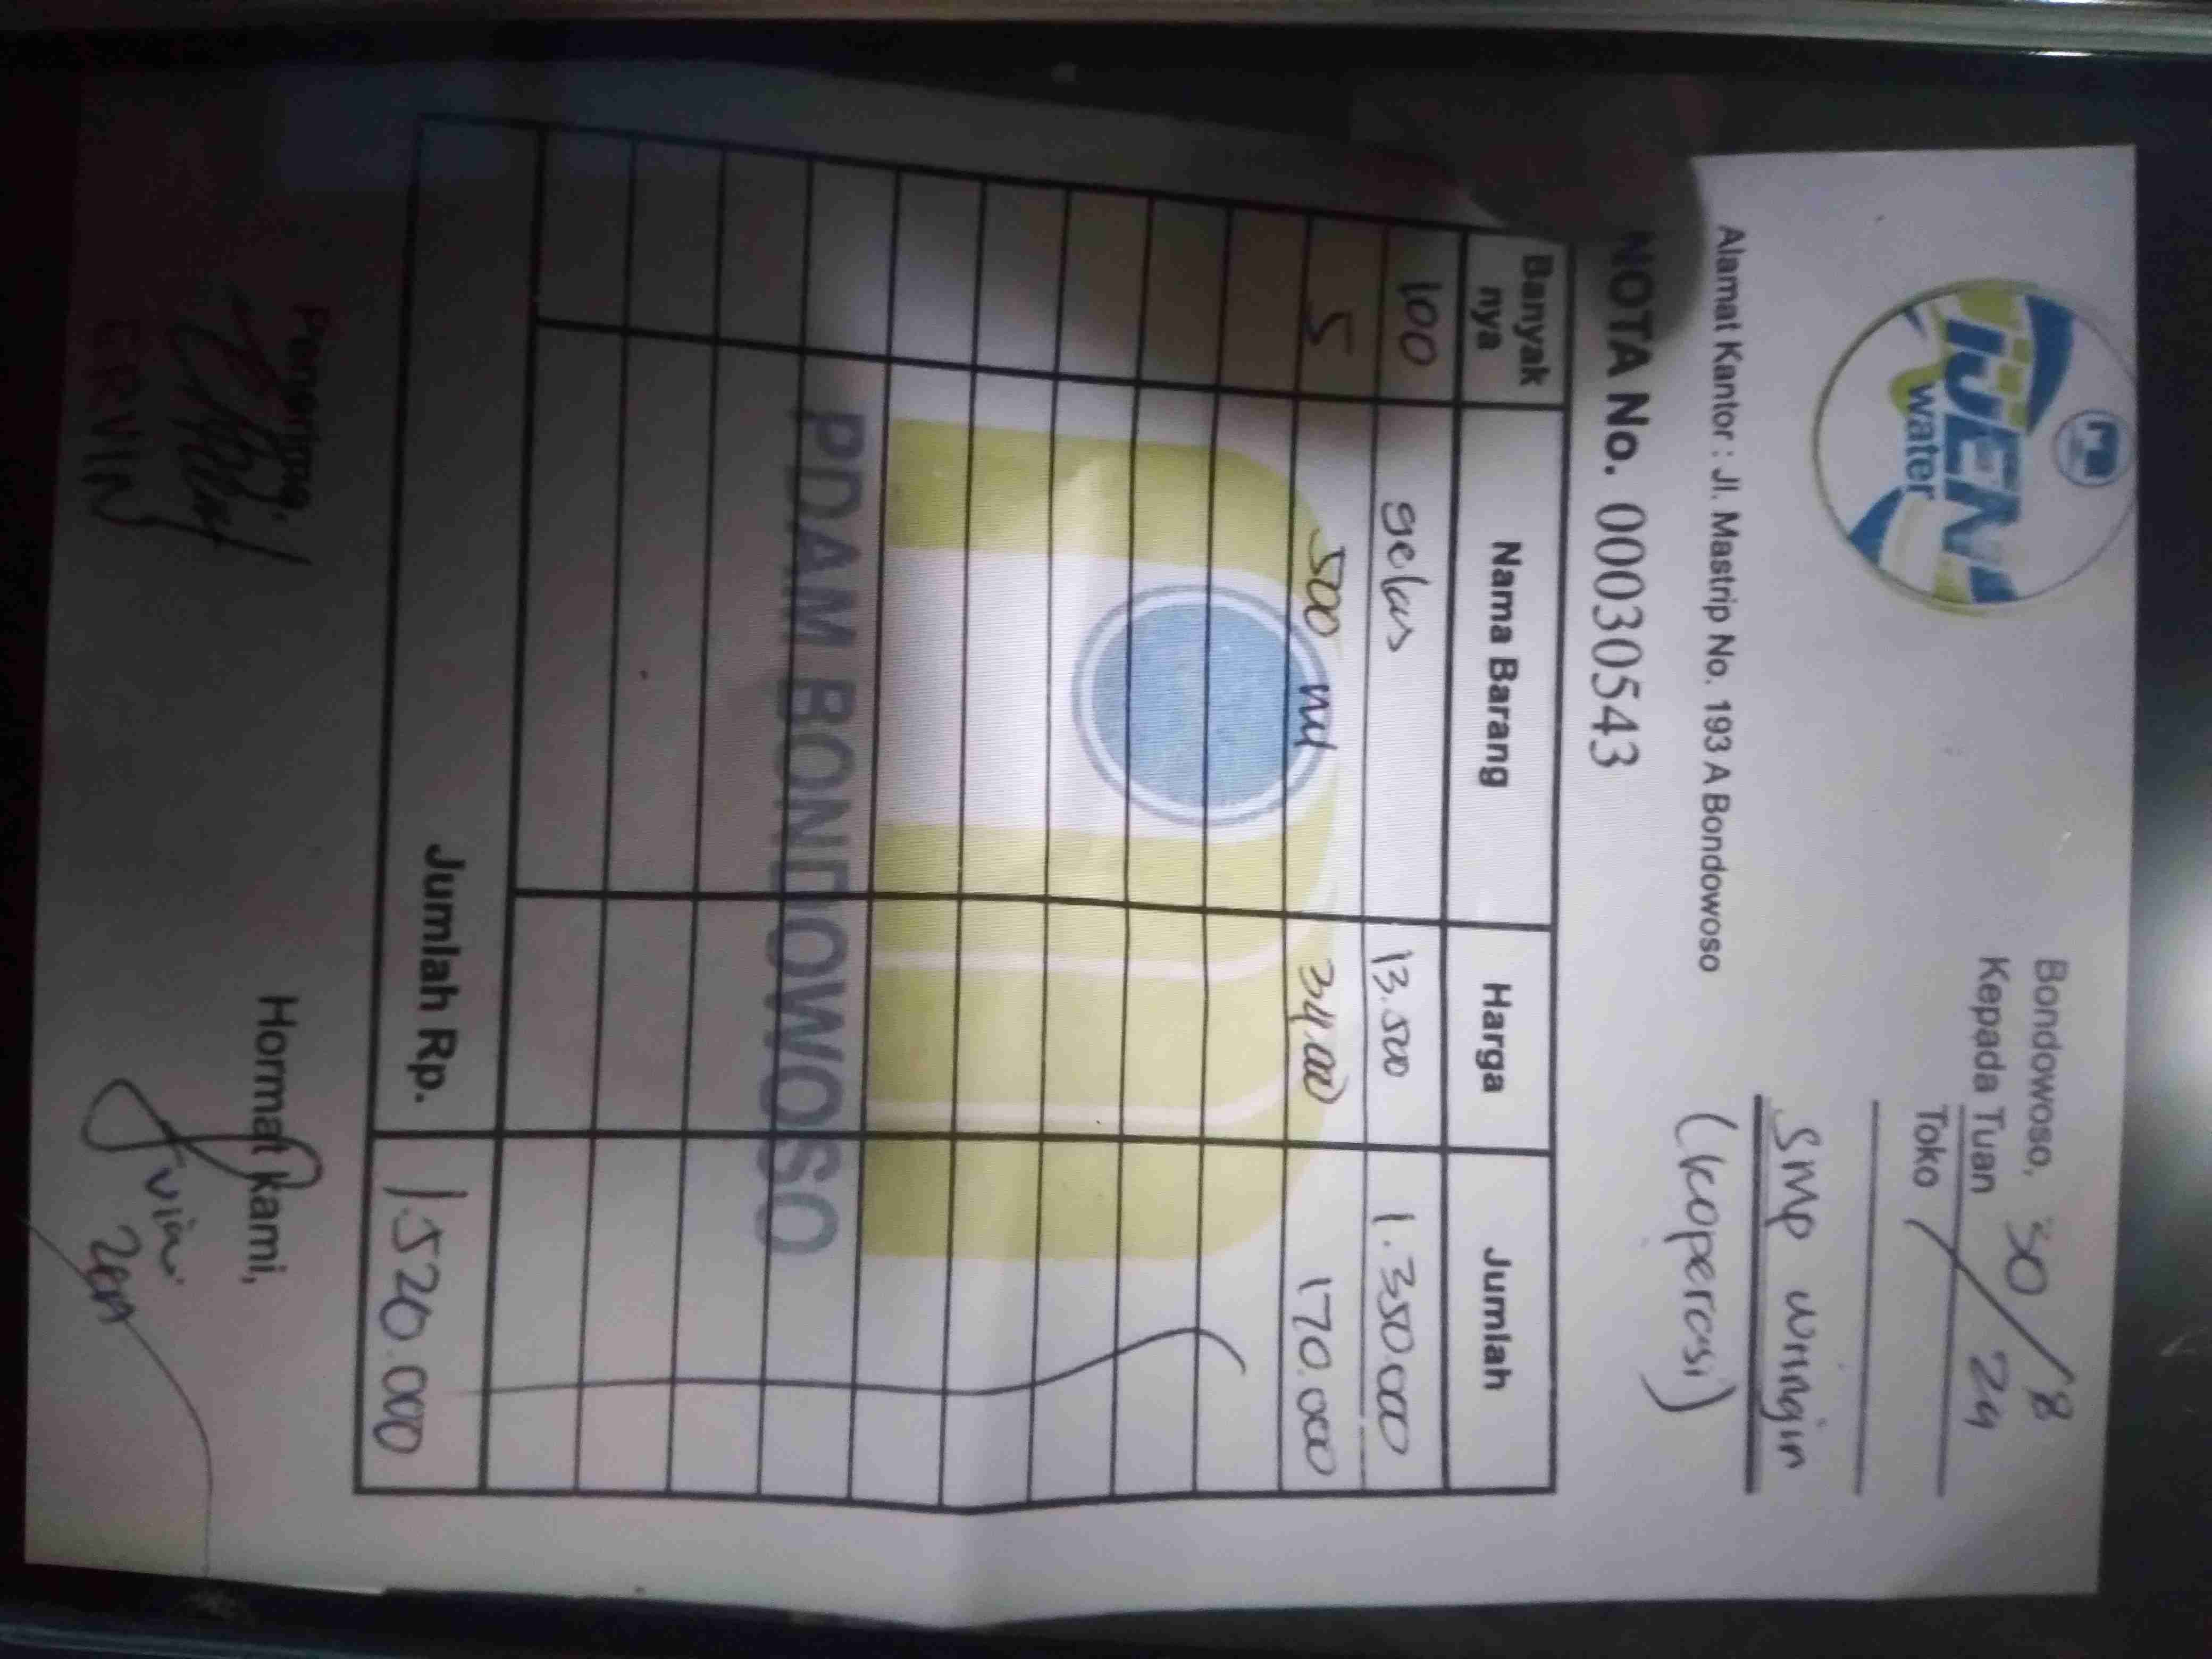 IJEN
water
Bondowoso, 30/8
Kepada Tuan 24
Toko
SMP wringin
(Koperasi)
Alamat Kantor : Jl. Mastrip No. 193 A Bondowoso
NOTA No. 00030543
Banyak nya Nama Barang Harga Jumlah
100 gelas 13.500 1.350.000
5 500 ml 34.000 170.000
PDAM BONDOWOSO
Jumlah Rp. 1.520.000
Penerima, Hormat kami,
ERVIN